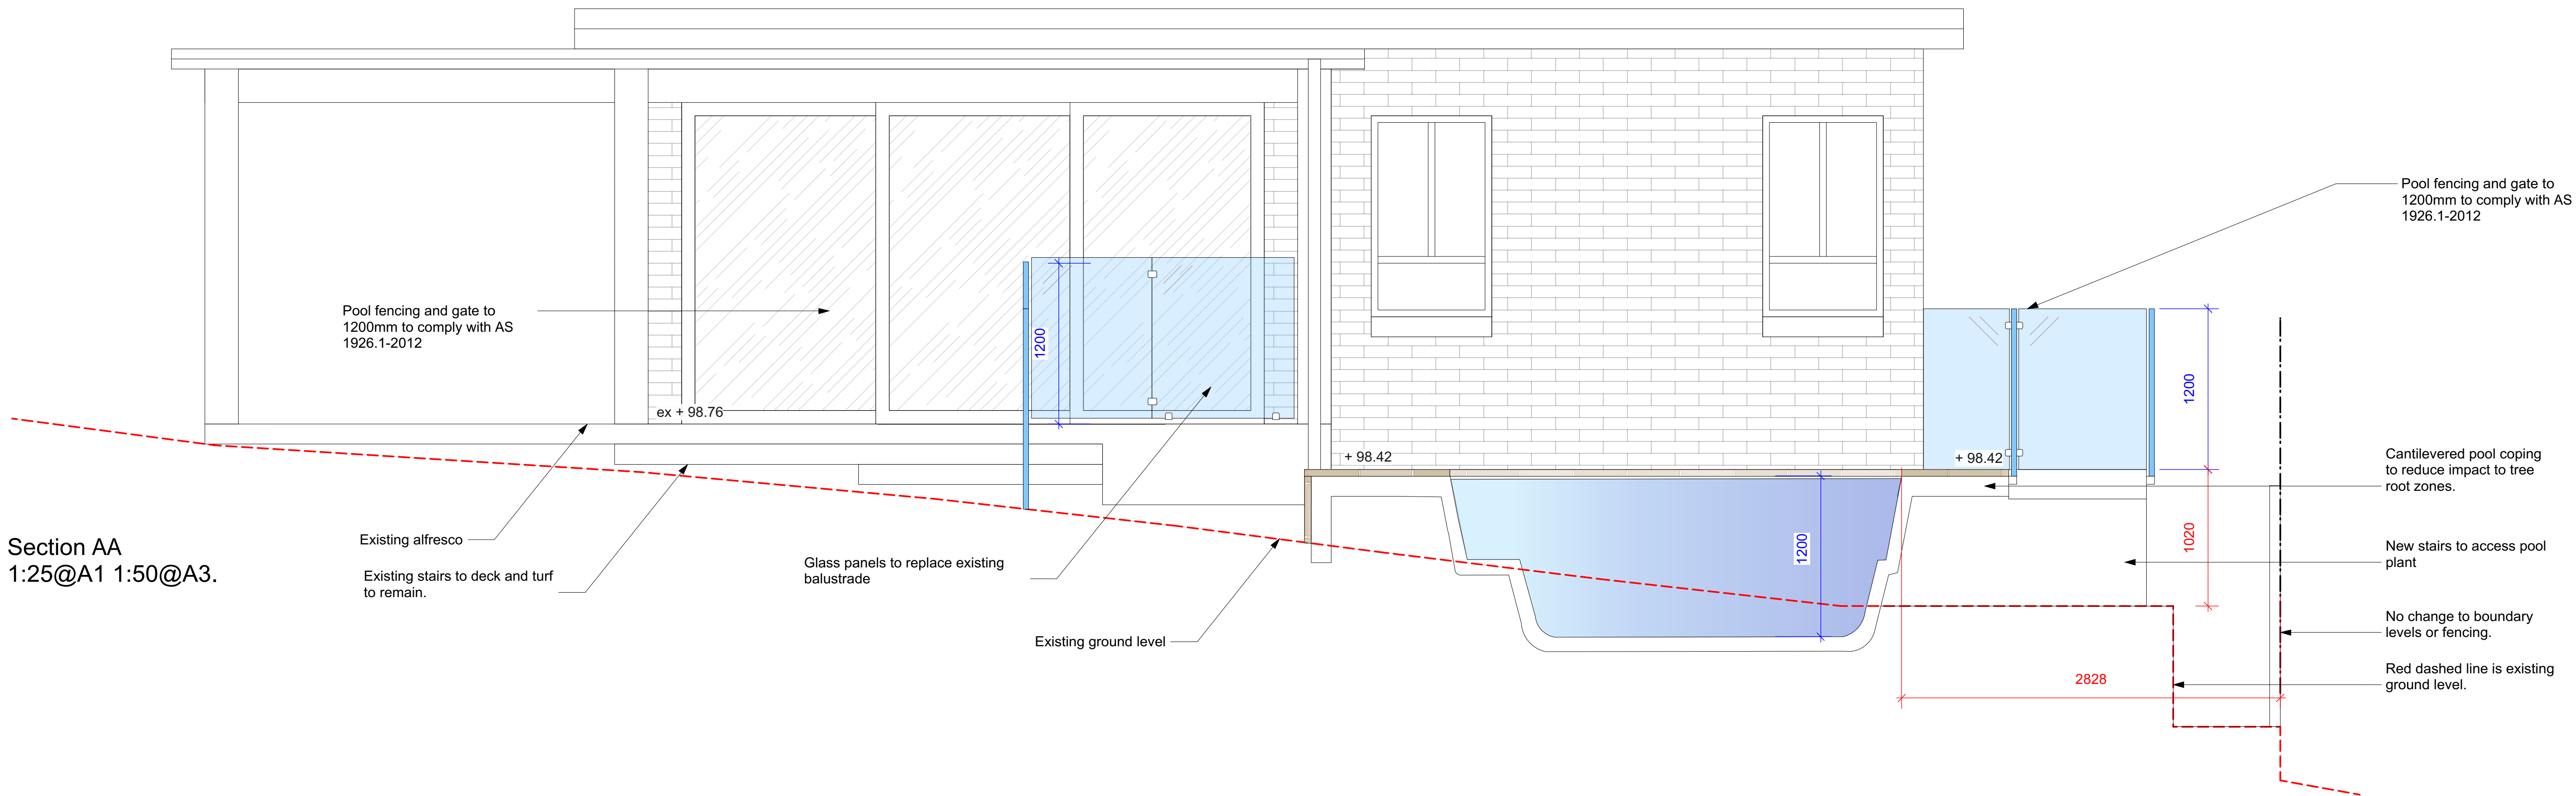 Pool fencing and gate to
1200mm to comply with AS
1926.1-2012
Pool fencing and gate to
1200mm to comply with AS
1926.1-2012
1200
1200
ex + 98.76
+ 98.42
+ 98.42
Cantilevered pool coping
to reduce impact to tree
root zones.
Section AA
1:25@A1 1:50@A3.
Existing alfresco
Existing stairs to deck and turf
to remain.
Glass panels to replace existing
balustrade
Existing ground level
1200
1020
New stairs to access pool
plant
No change to boundary
levels or fencing.
2828
Red dashed line is existing
ground level.